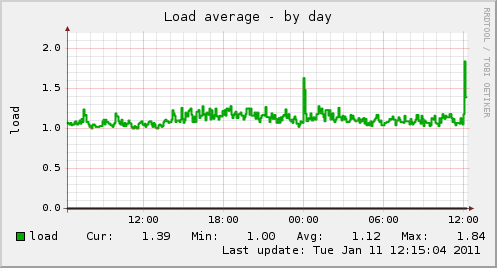 Load average - by day
RRDTOOL / TOBI OETIKER
load
2.0
1.5
1.0
0.5
0.0
12:00 18:00 00:00 06:00 12:00
load Cur: 1.39 Min: 1.00 Avg: 1.12 Max: 1.84
Last update: Tue Jan 11 12:15:04 2011